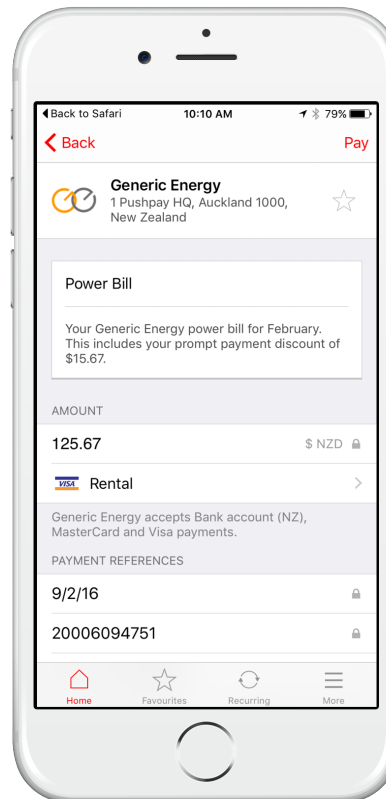 Back to Safari 10:10 AM 79%
Back Pay
Generic Energy
1 Pushpay HQ, Auckland 1000,
New Zealand
Power Bill
Your Generic Energy power bill for February.
This includes your prompt payment discount of
$15.67.
AMOUNT
125.67 $ NZD
VISA Rental
Generic Energy accepts Bank account (NZ),
MasterCard and Visa payments.
PAYMENT REFERENCES
9/2/16
20006094751
Home Favourites Recurring More